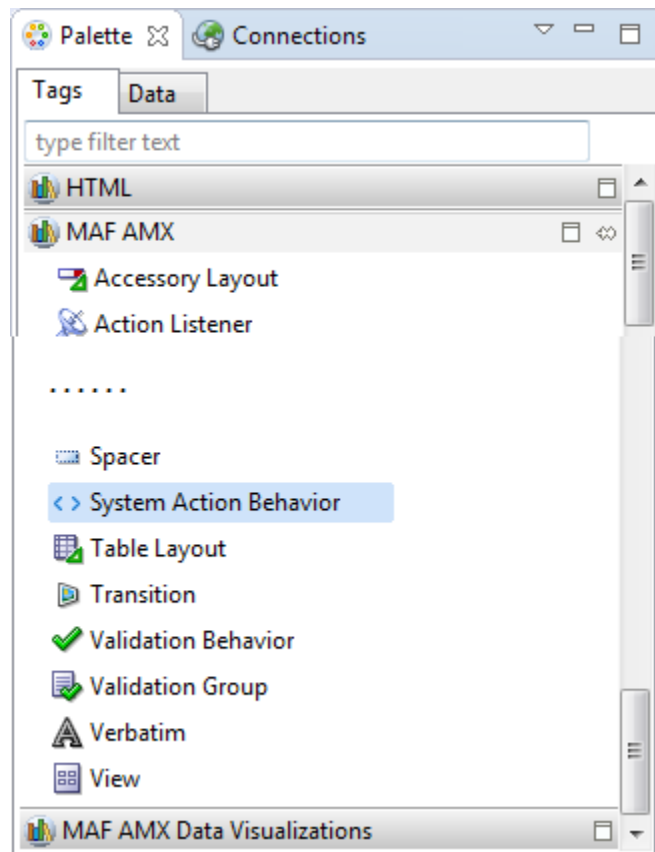 Palette Connections
Tags Data
type filter text
HTML
MAF AMX
Accessory Layout
Action Listener
......
Spacer
System Action Behavior
Table Layout
Transition
Validation Behavior
Validation Group
Verbatim
View
MAF AMX Data Visualizations